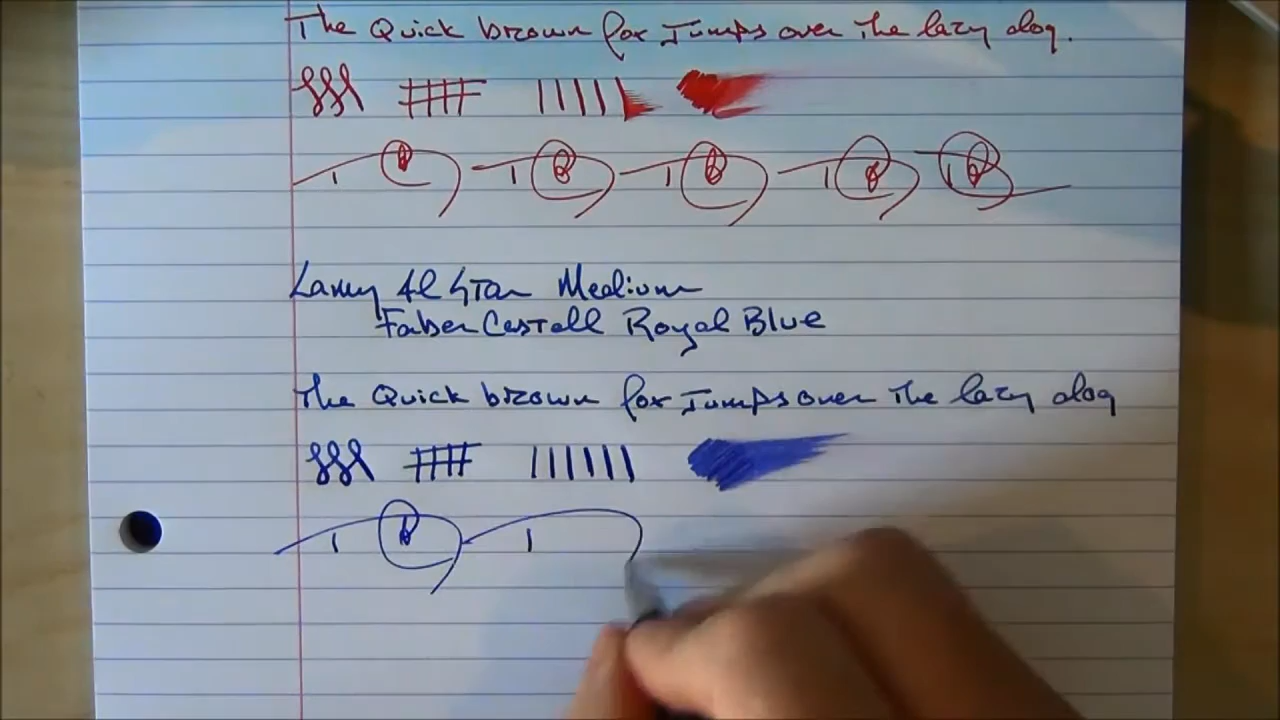 The Quick brown fox Jumps over The lazy dog.
Lamy Al Star Medium
Faber Castell Royal Blue
The Quick brown fox Jumps over The lazy dog